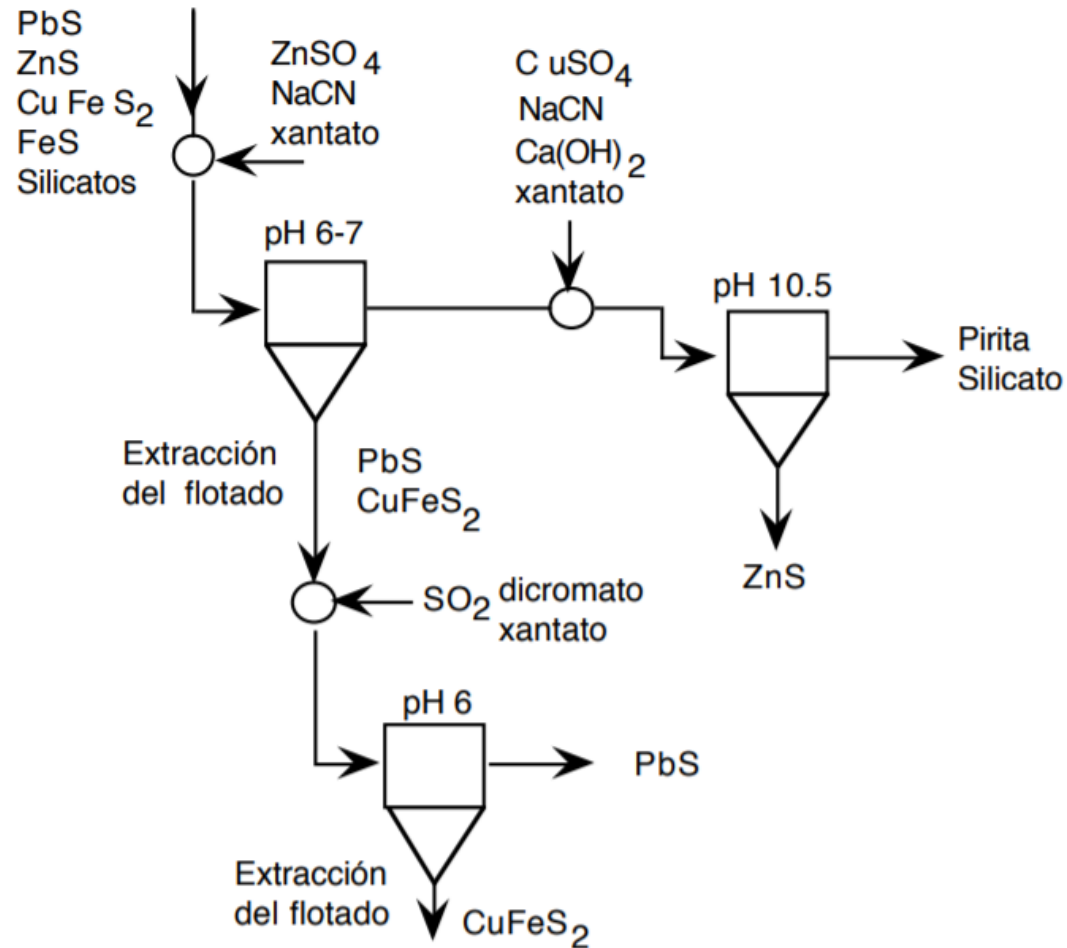 PbS
ZnS
Cu Fe S2
FeS
Silicatos
ZnSO4
NaCN
xantato
C uSO4
NaCN
Ca(OH)2
xantato
pH 6-7
pH 10.5
Pirita
Silicato
Extracción
del flotado
PbS
CuFeS2
ZnS
SO2 dicromato
xantato
pH 6
PbS
Extracción
del flotado
CuFeS2